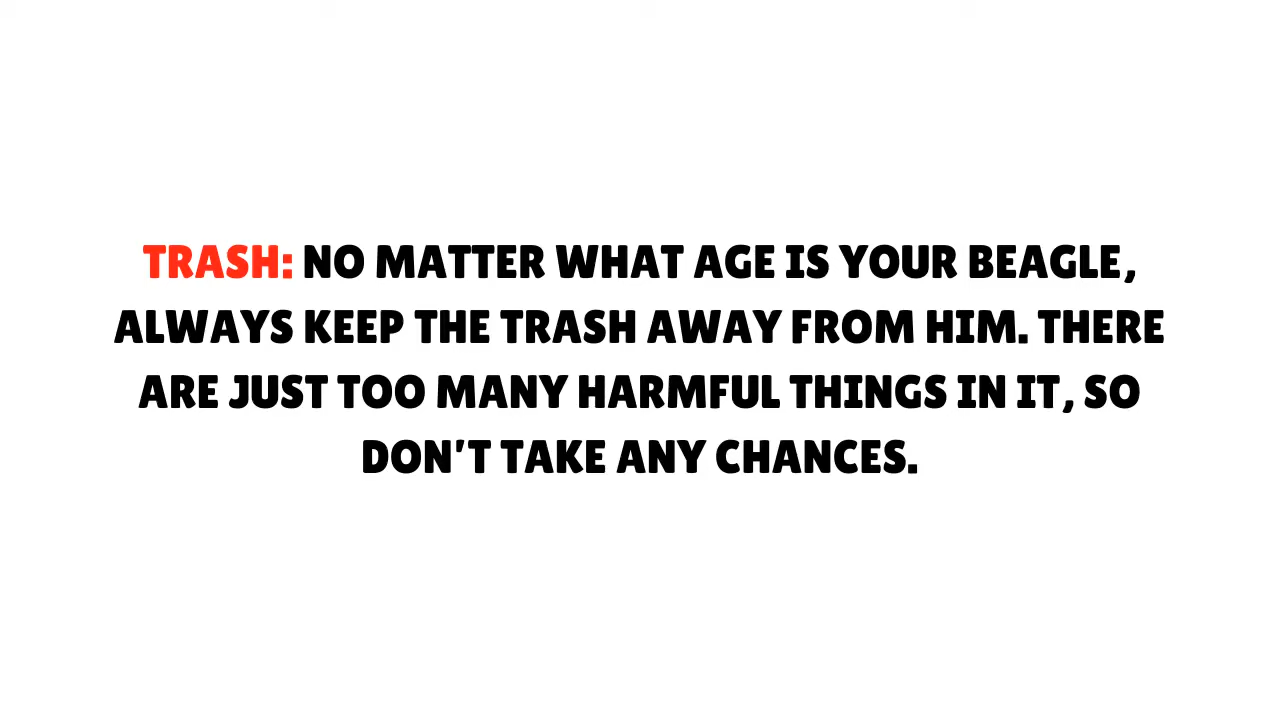 TRASH: NO MATTER WHAT AGE IS YOUR BEAGLE,
ALWAYS KEEP THE TRASH AWAY FROM HIM. THERE
ARE JUST TOO MANY HARMFUL THINGS IN IT, SO
DON'T TAKE ANY CHANCES.